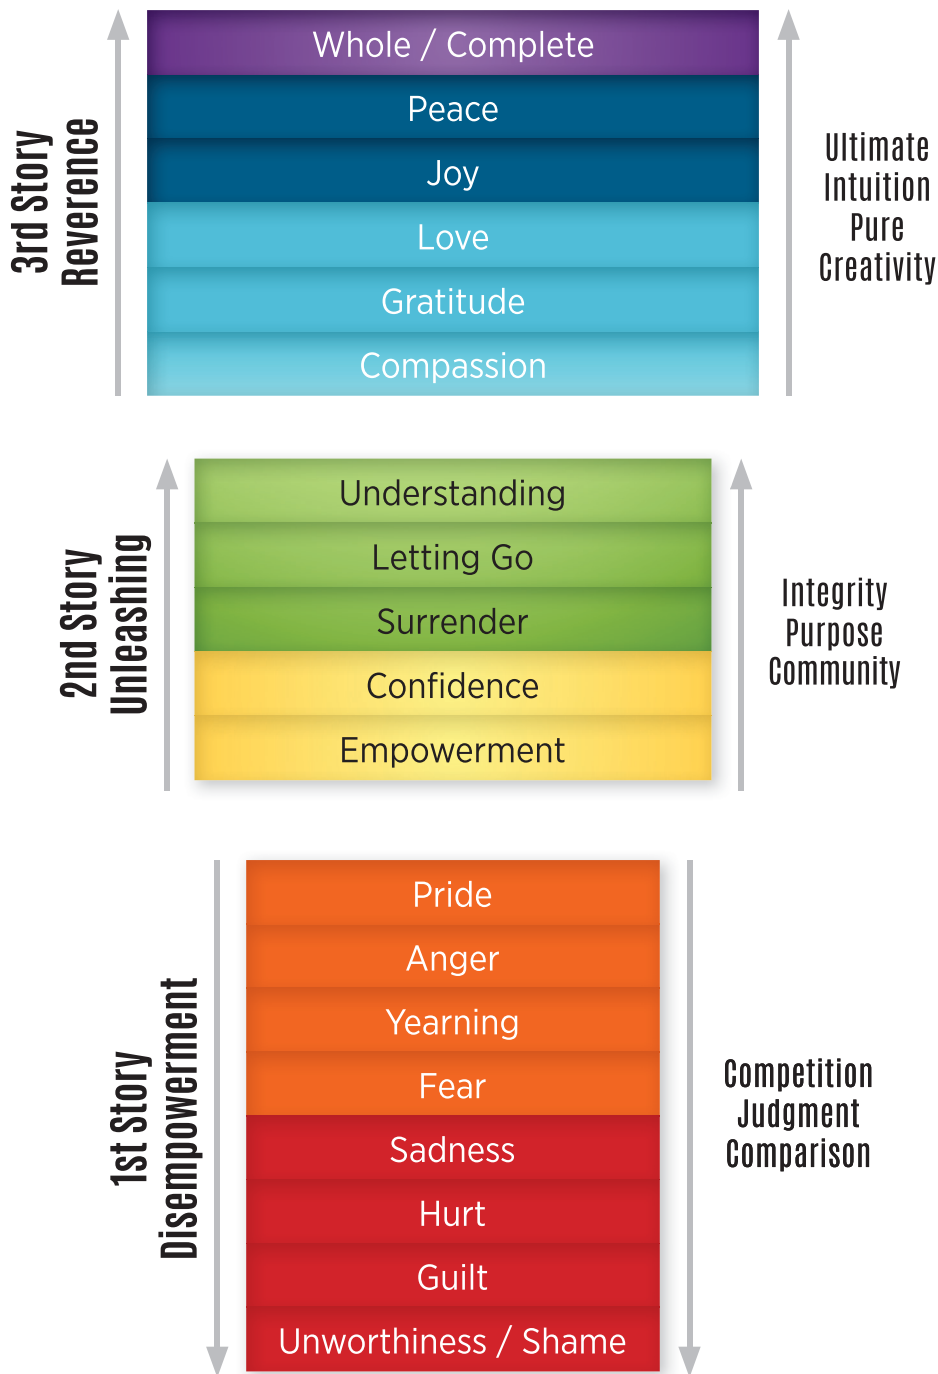 3rd Story
Reverence
Whole / Complete
Peace
Joy
Love
Gratitude
Compassion
Ultimate
Intuition
Pure
Creativity
2nd Story
Unleashing
Understanding
Letting Go
Surrender
Confidence
Empowerment
Integrity
Purpose
Community
1st Story
Disempowerment
Pride
Anger
Yearning
Fear
Sadness
Hurt
Guilt
Unworthiness / Shame
Competition
Judgment
Comparison